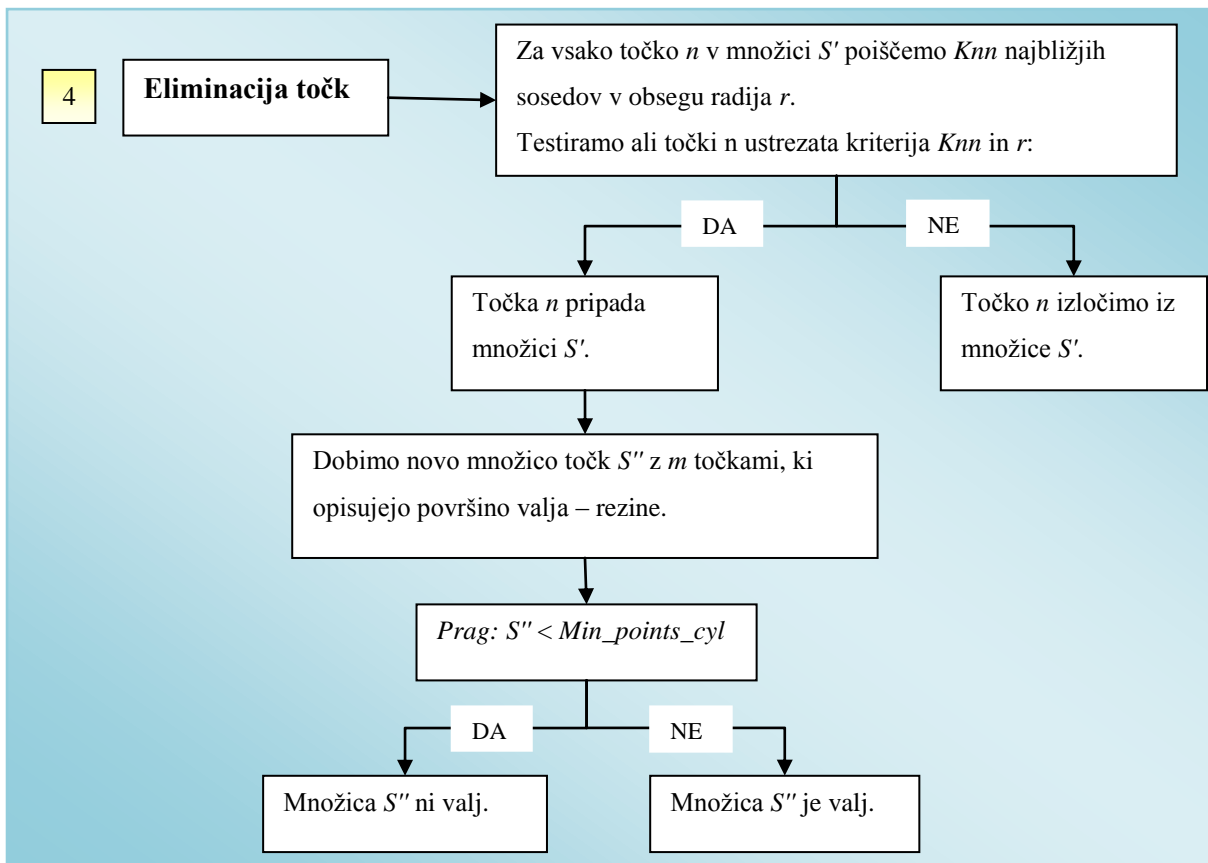 4
Eliminacija točk
Za vsako točko n v množici S' poiščemo Knn najbližjih
sosedov v obsegu radija r.
Testiramo ali točki n ustrezata kriterija Knn in r:
DA
NE
Točka n pripada
množici S'.
Točko n izločimo iz
množice S'.
Dobimo novo množico točk S'' z m točkami, ki
opisujejo površino valja – rezine.
Prag: S'' < Min_points_cyl
DA
NE
Množica S'' ni valj.
Množica S'' je valj.